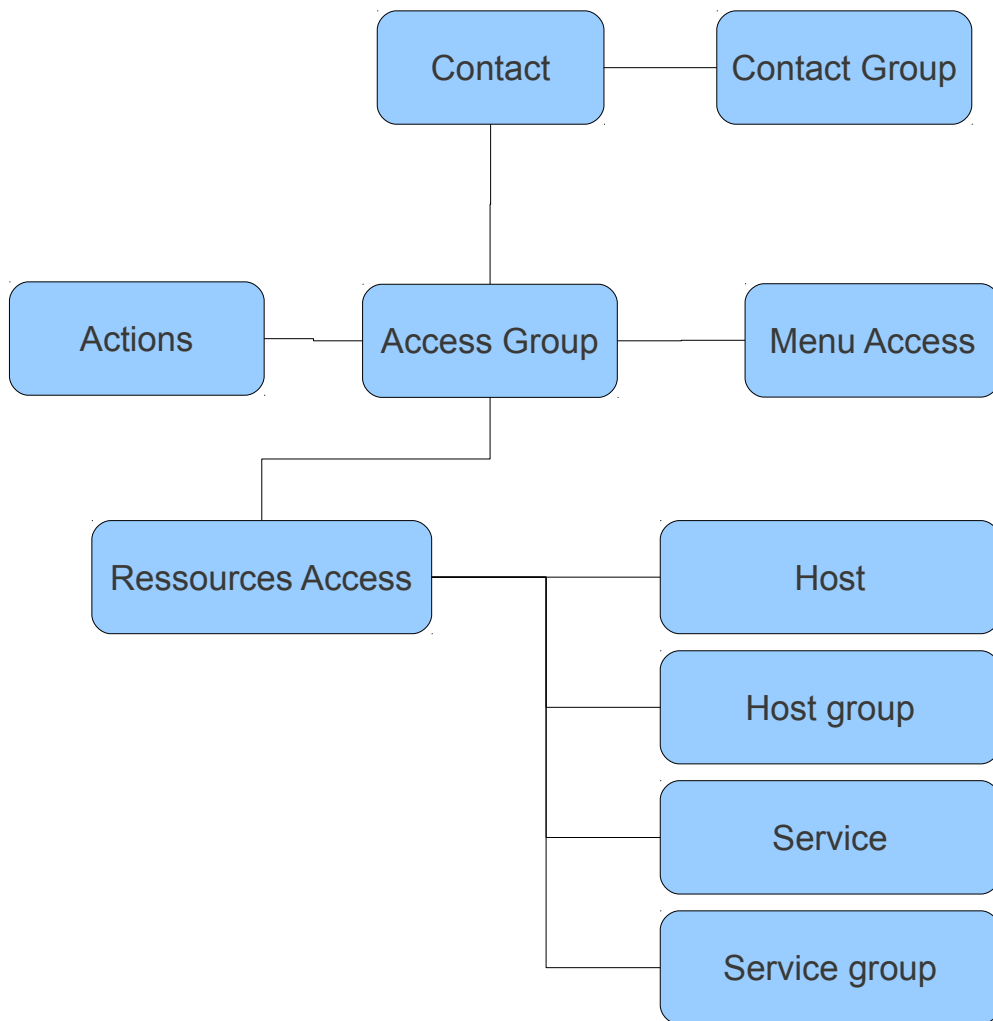 Contact
Contact Group
Actions
Access Group
Menu Access
Ressources Access
Host
Host group
Service
Service group